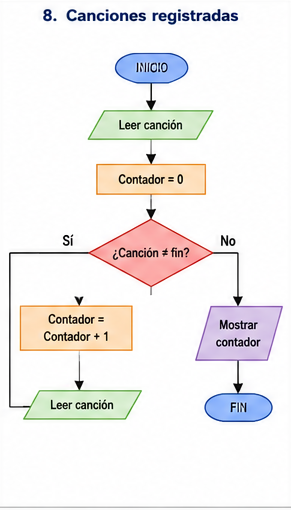 8. Canciones registradas
INICIO
Leer canción
Contador = 0
¿Canción ≠ fin?
Sí
No
Contador =
Contador + 1
Leer canción
Mostrar
contador
FIN